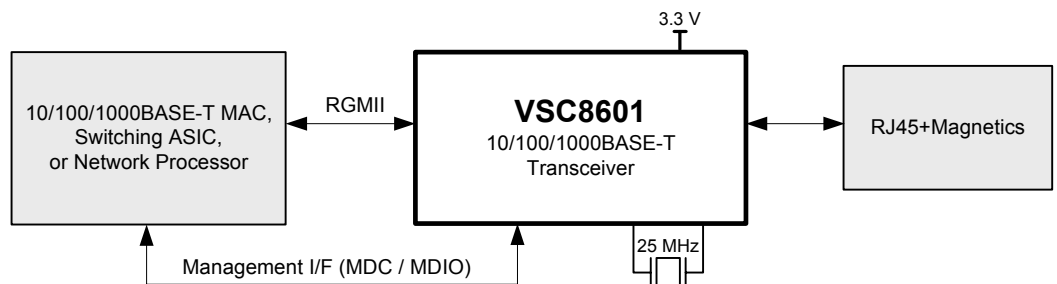 3.3 V
10/100/1000BASE-T MAC,
Switching ASIC,
or Network Processor
RGMII
VSC8601
10/100/1000BASE-T
Transceiver
RJ45+Magnetics
25 MHz
Management I/F (MDC / MDIO)